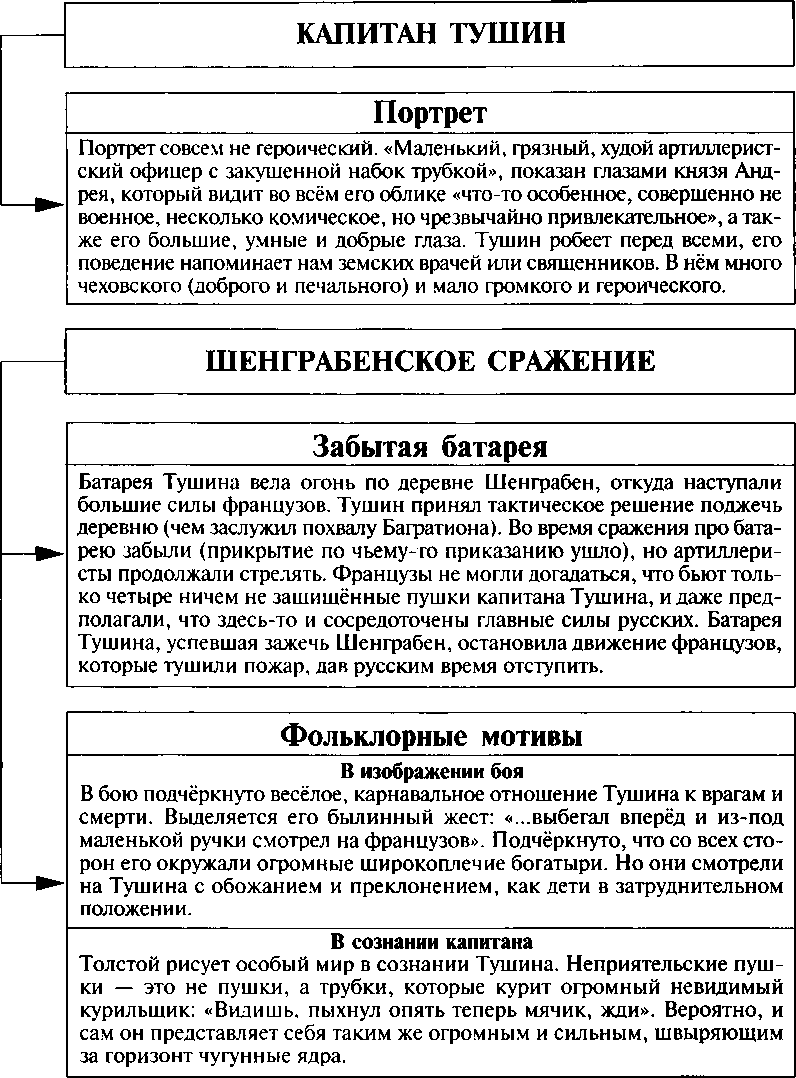 КАПИТАН ТУШИН
Портрет
Портрет совсем не героический. «Маленький, грязный, худой артиллерист-
ский офицер с закушенной набок трубкой», показан глазами князя Анд-
рея, который видит во всём его облике «что-то особенное, совершенно не
военное, несколько комическое, но чрезвычайно привлекательное», а так-
же его большие, умные и добрые глаза. Тушин робеет перед всеми, его
поведение напоминает нам земских врачей или священников. В нём много
чеховского (доброго и печального) и мало громкого и героического.
ШЕНГРАБЕНСКОЕ СРАЖЕНИЕ
Забытая батарея
Батарея Тушина вела огонь по деревне Шенграбен, откуда наступали
большие силы французов. Тушин принял тактическое решение поджечь
деревню (чем заслужил похвалу Багратиона). Во время сражения про бата-
рею забыли (прикрытие по чьему-то приказанию ушло), но артиллери-
сты продолжали стрелять. Французы не могли догадаться, что бьют толь-
ко четыре ничем не защищённые пушки капитана Тушина, и даже пред-
полагали, что здесь-то и сосредоточены главные силы русских. Батарея
Тушина, успевшая зажечь Шенграбен, остановила движение французов,
которые тушили пожар, дав русским время отступить.
Фольклорные мотивы
В изображении боя
В бою подчёркнуто весёлое, карнавальное отношение Тушина к врагам и
смерти. Выделяется его былинный жест: «...выбегал вперёд и из-под
маленькой ручки смотрел на французов». Подчёркнуто, что со всех сто-
рон его окружали огромные широкоплечие богатыри. Но они смотрели
на Тушина с обожанием и преклонением, как дети в затруднительном
положении.
В сознании капитана
Толстой рисует особый мир в сознании Тушина. Неприятельские пуш-
ки — это не пушки, а трубки, которые курит огромный невидимый
курильщик: «Видишь, пыхнул опять теперь мячик, жди». Вероятно, и
сам он представляет себя таким же огромным и сильным, швыряющим
за горизонт чугунные ядра.